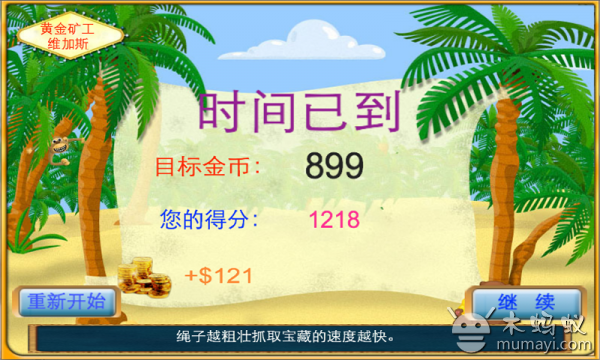 黄金矿工
维加斯
时间已到
目标金币： 899
您的得分： 1218
+$121
重新开始
继 续
绳子越粗壮抓取宝藏的速度越快。
木蚂蚁
mumayi.com